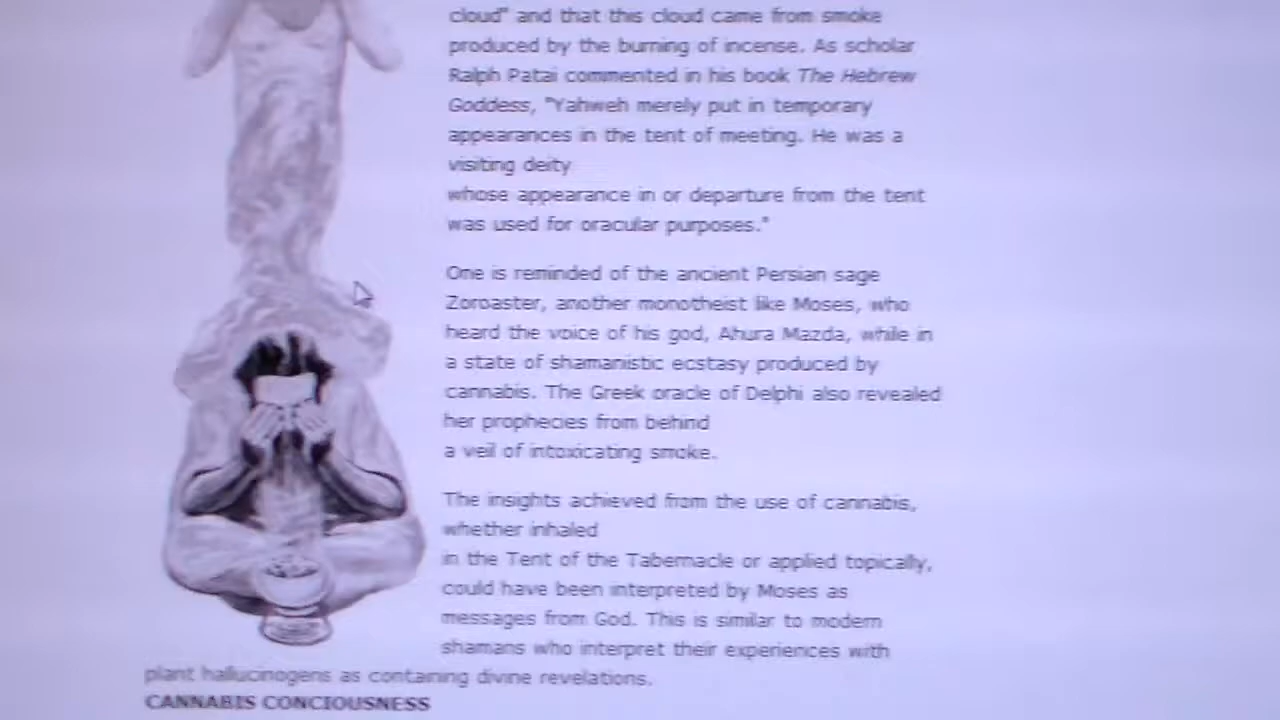 cloud" and that this cloud came from smoke
produced by the burning of incense. As scholar
Ralph Patai commented in his book The Hebrew
Goddess, "Yahweh merely put in temporary
appearances in the tent of meeting. He was a
visiting deity
whose appearance in or departure from the tent
was used for oracular purposes."
One is reminded of the ancient Persian sage
Zoroaster, another monotheist like Moses, who
heard the voice of his god, Ahura Mazda, while in
a state of shamanistic ecstasy produced by
cannabis. The Greek oracle of Delphi also revealed
her prophecies from behind
a veil of intoxicating smoke.
The insights achieved from the use of cannabis,
whether inhaled
in the Tent of the Tabernacle or applied topically,
could have been interpreted by Moses as
messages from God. This is similar to modern
shamans who interpret their experiences with
plant hallucinogens as containing divine revelations.
CANNABIS CONCIOUSNESS